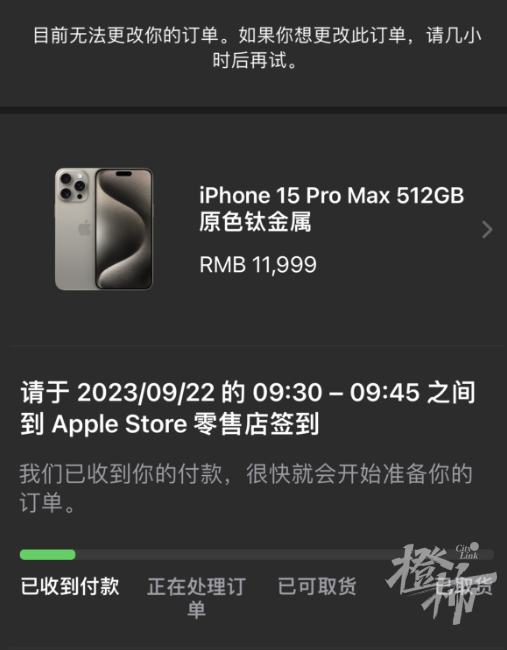 目前无法更改你的订单。如果你想更改此订单，请几小
时后再试。
iPhone 15 Pro Max 512GB
原色钛金属
RMB 11,999
请于 2023/09/22 的 09:30 – 09:45 之间
到 Apple Store 零售店签到
我们已收到你的付款，很快就会开始准备你的
订单。
已收到付款
正在处理订
单
已可取货
已取货
橙柿
City
Link